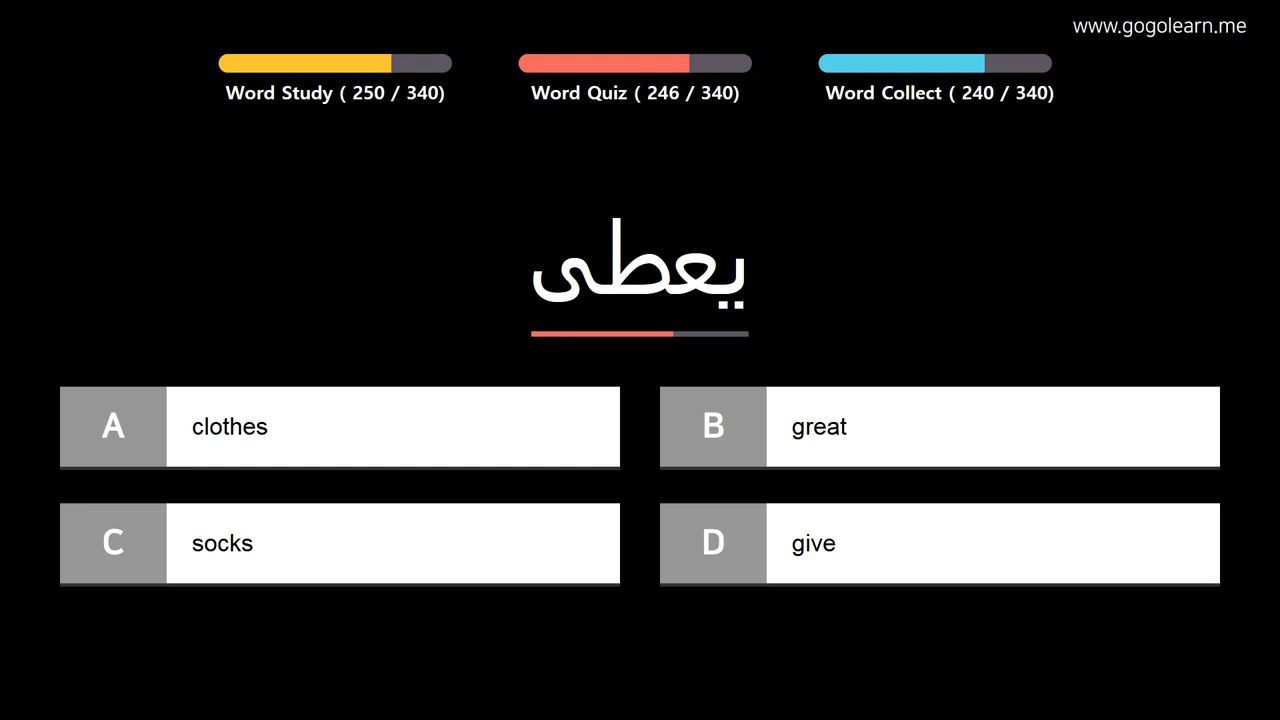 www.gogolearn.me
Word Study ( 250 / 340)
Word Quiz ( 246 / 340)
Word Collect ( 240 / 340)
يعطى
A clothes
B great
C socks
D give